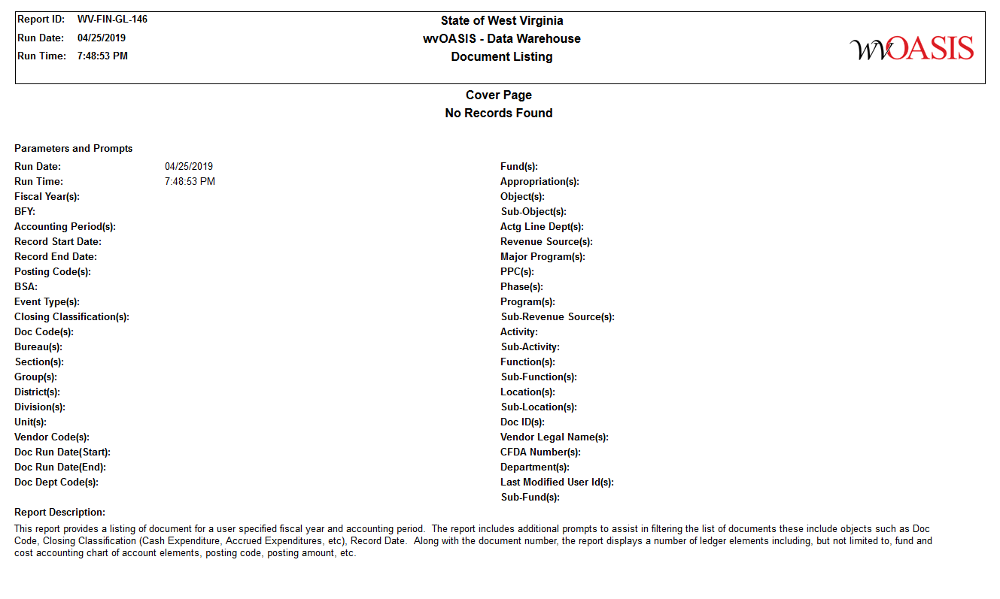 Report ID: WV-FIN-GL-146
Run Date: 04/25/2019
Run Time: 7:48:53 PM
State of West Virginia
wvOASIS - Data Warehouse
Document Listing
wvOASIS
Cover Page
No Records Found
Parameters and Prompts
Run Date: 04/25/2019
Run Time: 7:48:53 PM
Fiscal Year(s):
BFY:
Accounting Period(s):
Record Start Date:
Record End Date:
Posting Code(s):
BSA:
Event Type(s):
Closing Classification(s):
Doc Code(s):
Bureau(s):
Section(s):
Group(s):
District(s):
Division(s):
Unit(s):
Vendor Code(s):
Doc Run Date(Start):
Doc Run Date(End):
Doc Dept Code(s):
Fund(s):
Appropriation(s):
Object(s):
Sub-Object(s):
Actg Line Dept(s):
Revenue Source(s):
Major Program(s):
PPC(s):
Phase(s):
Program(s):
Sub-Revenue Source(s):
Activity:
Sub-Activity:
Function(s):
Sub-Function(s):
Location(s):
Sub-Location(s):
Doc ID(s):
Vendor Legal Name(s):
CFDA Number(s):
Department(s):
Last Modified User Id(s):
Sub-Fund(s):
Report Description:
This report provides a listing of document for a user specified fiscal year and accounting period.  The report includes additional prompts to assist in filtering the list of documents these include objects such as Doc
Code, Closing Classification (Cash Expenditure, Accrued Expenditures, etc), Record Date.  Along with the document number, the report displays a number of ledger elements including, but not limited to, fund and
cost accounting chart of account elements, posting code, posting amount, etc.